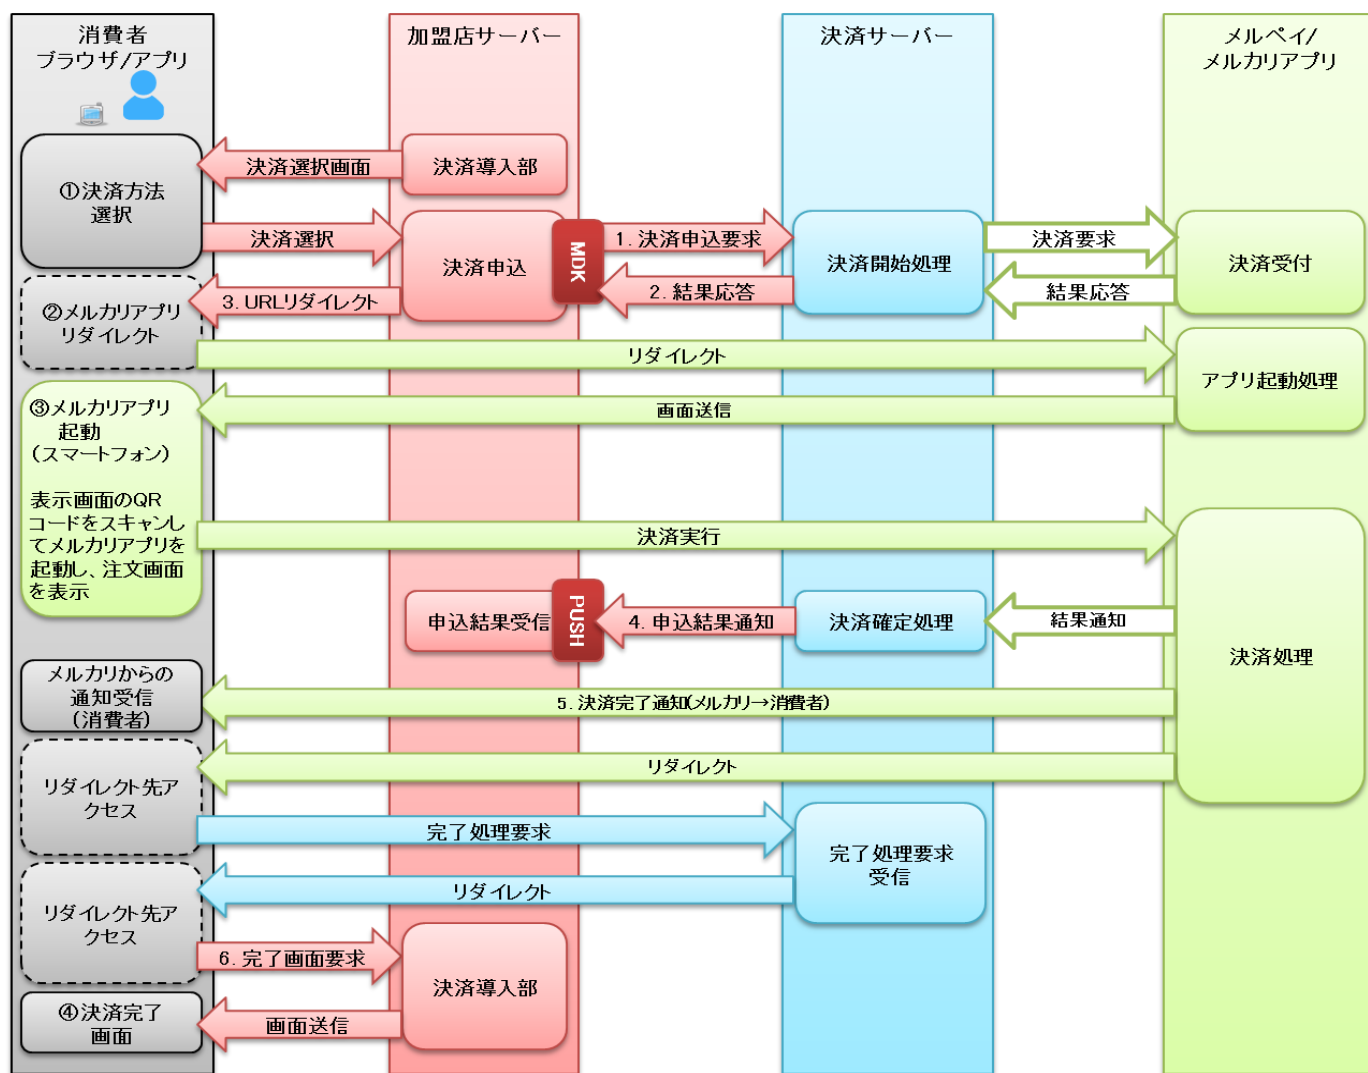 消費者
ブラウザ/アプリ
加盟店サーバー
決済サーバー
メルペイ/
メルカリアプリ
決済選択画面
決済導入部
①決済方法
選択
決済選択
決済申込
MDK
1. 決済申込要求
決済開始処理
決済要求
決済受付
2. 結果応答
結果応答
3. URLリダイレクト
②メルカリアプリ
リダイレクト
リダイレクト
アプリ起動処理
画面送信
③メルカリアプリ
起動
(スマートフォン)
表示画面のQR
コードをスキャンし
てメルカリアプリを
起動し、注文画面
を表示
決済実行
申込結果受信
PUSH
4. 申込結果通知
決済確定処理
結果通知
決済処理
メルカリからの
通知受信
(消費者)
5. 決済完了通知(メルカリ→消費者)
リダイレクト
リダイレクト先ア
クセス
完了処理要求
完了処理要求
受信
リダイレクト
リダイレクト先ア
クセス
6. 完了画面要求
決済導入部
④決済完了
画面
画面送信